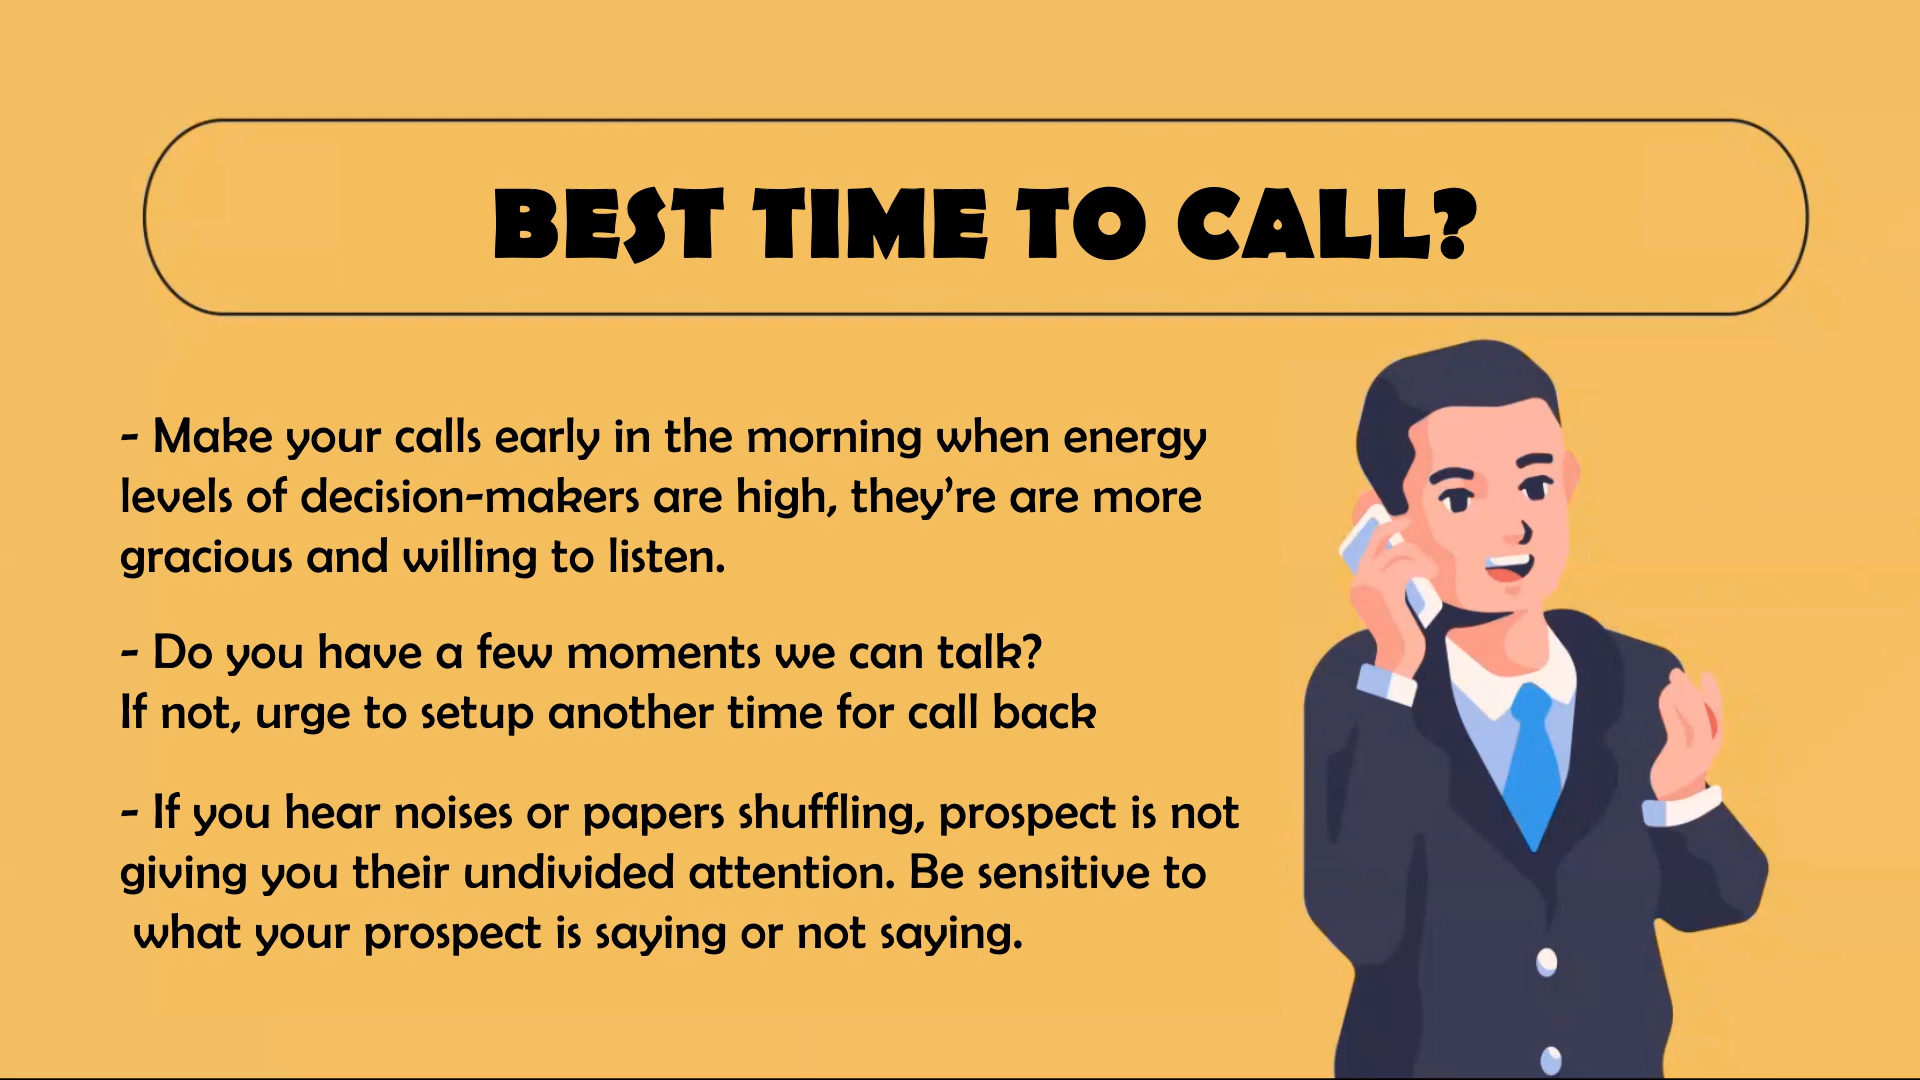 BEST TIME TO CALL?
- Make your calls early in the morning when energy
levels of decision-makers are high, they’re are more
gracious and willing to listen.
- Do you have a few moments we can talk?
If not, urge to setup another time for call back
- If you hear noises or papers shuffling, prospect is not
giving you their undivided attention. Be sensitive to
what your prospect is saying or not saying.